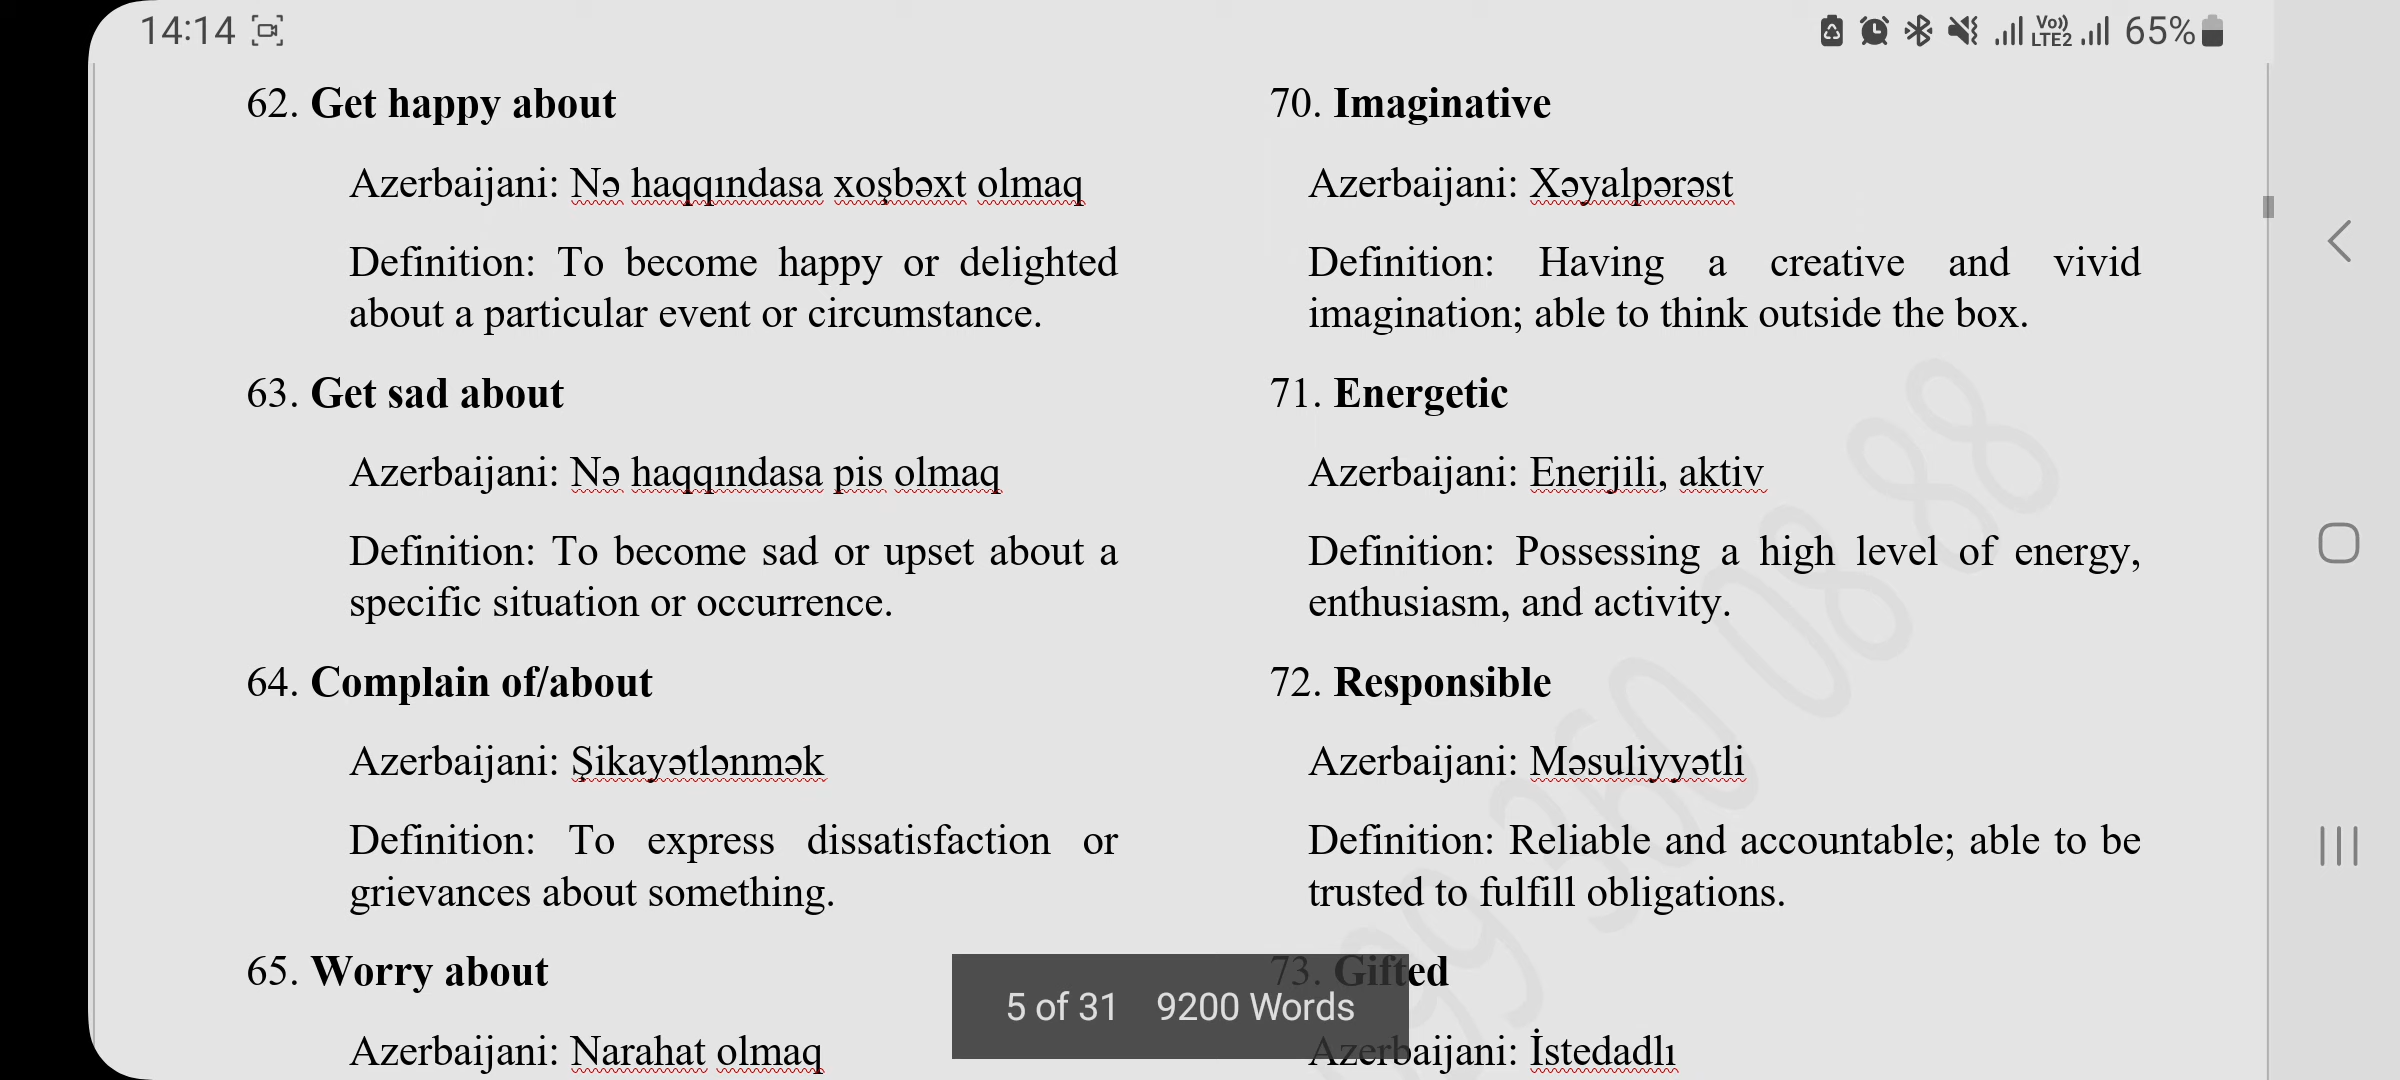 14:14
Vo)) LTE2 65%
62. Get happy about
Azerbaijani: Nə haqqındasa xoşbəxt olmaq
Definition: To become happy or delighted
about a particular event or circumstance.
63. Get sad about
Azerbaijani: Nə haqqındasa pis olmaq
Definition: To become sad or upset about a
specific situation or occurrence.
64. Complain of/about
Azerbaijani: Şikayətlənmək
Definition: To express dissatisfaction or
grievances about something.
65. Worry about
Azerbaijani: Narahat olmaq
70. Imaginative
Azerbaijani: Xəyalpərəst
Definition: Having a creative and vivid
imagination; able to think outside the box.
71. Energetic
Azerbaijani: Enerjili, aktiv
Definition: Possessing a high level of energy,
enthusiasm, and activity.
72. Responsible
Azerbaijani: Məsuliyyətli
Definition: Reliable and accountable; able to be
trusted to fulfill obligations.
73. Gifted
Azerbaijani: İstedadlı
5 of 31 9200 Words
99 360 08 88